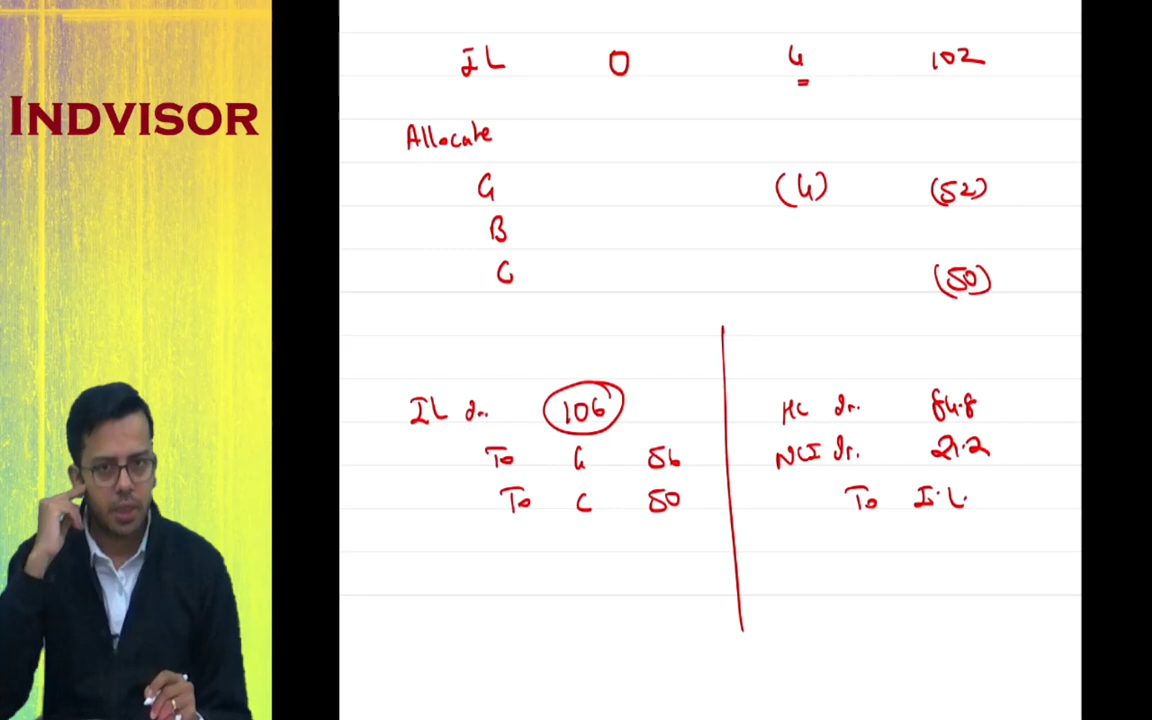 INDVISOR
IL 0 4 102
Allocate
G (4) (52)
B
C (50)
IL dr. 106
To G 56
To C 50
HC dr. 84.8
NCI dr. 21.2
To I.L.